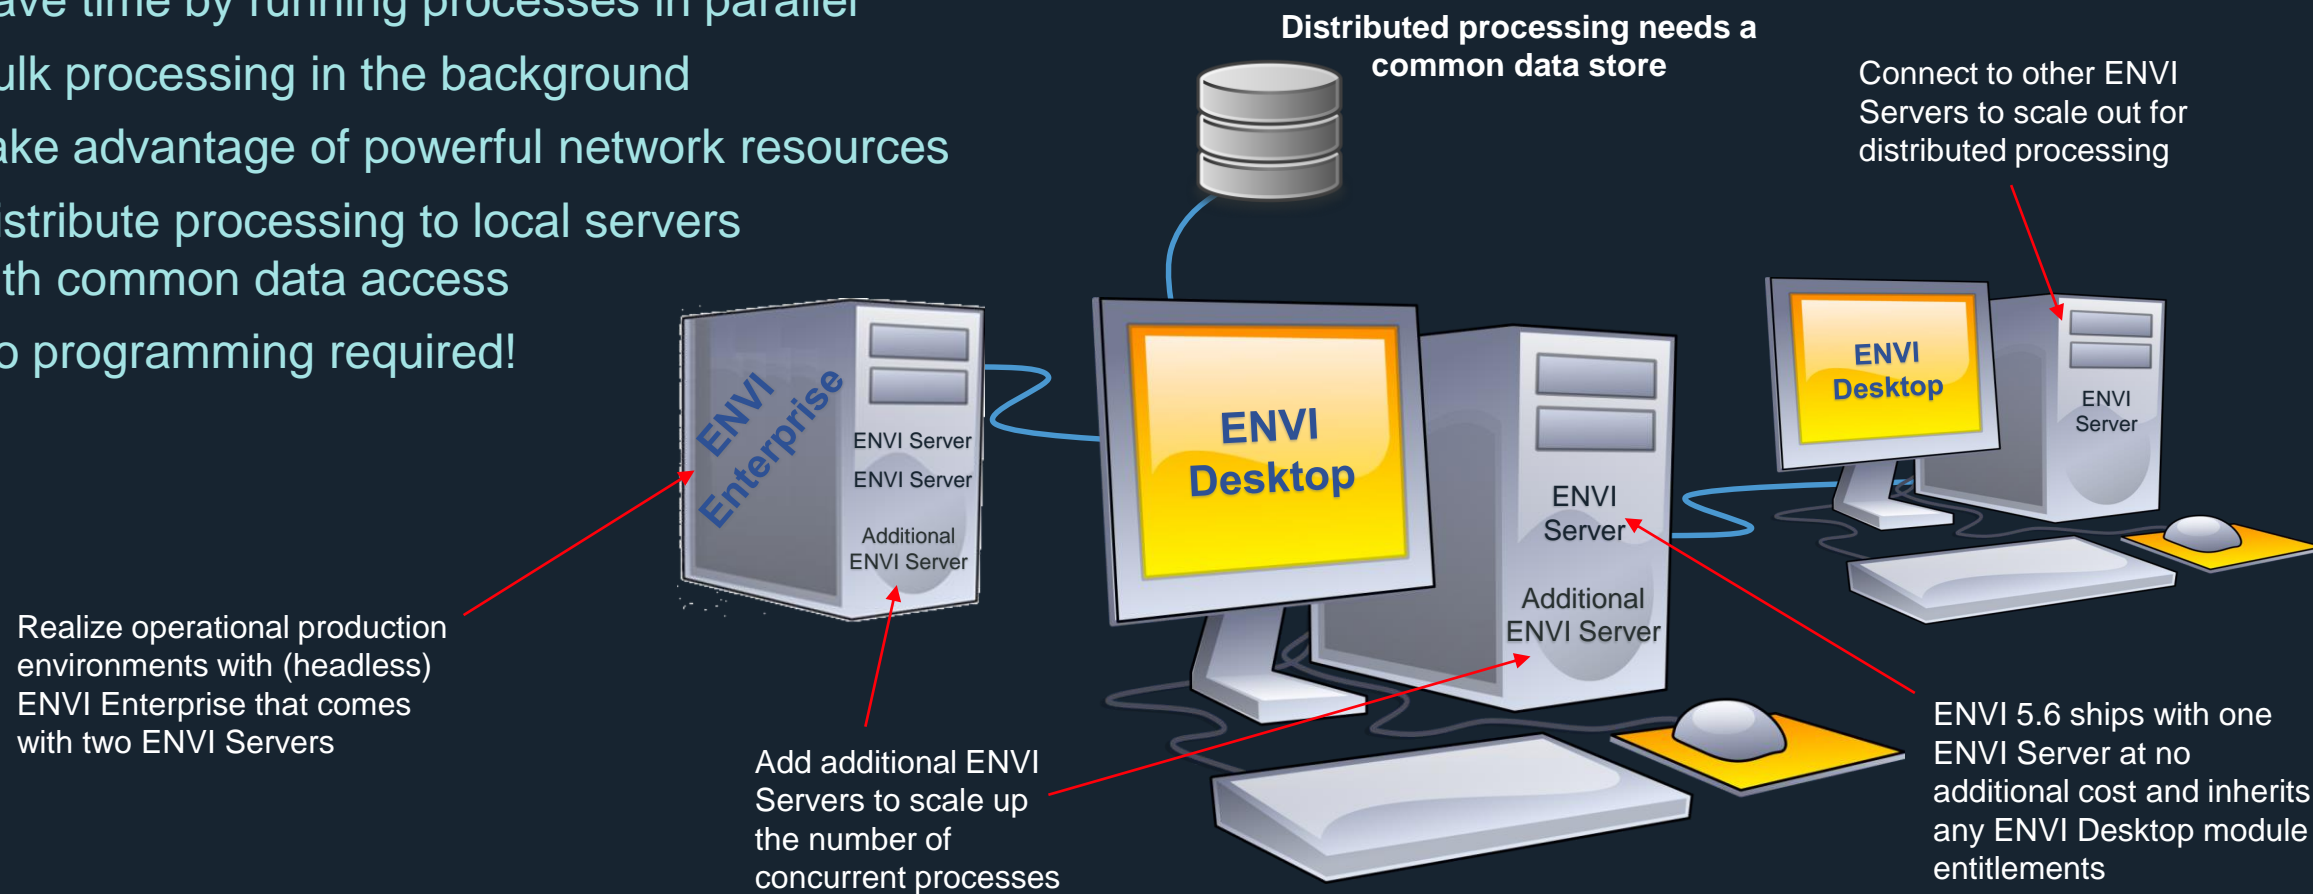 ave time by running processes in parallel
ulk processing in the background
ake advantage of powerful network resources
istribute processing to local servers
th common data access
o programming required!
Distributed processing needs a
common data store
Connect to other ENVI
Servers to scale out for
distributed processing
ENVI
Enterprise
ENVI Server
ENVI Server
Additional
ENVI Server
ENVI
Desktop
ENVI
Server
Additional
ENVI Server
ENVI
Desktop
ENVI
Server
Realize operational production
environments with (headless)
ENVI Enterprise that comes
with two ENVI Servers
Add additional ENVI
Servers to scale up
the number of
concurrent processes
ENVI 5.6 ships with one
ENVI Server at no
additional cost and inherits
any ENVI Desktop module
entitlements